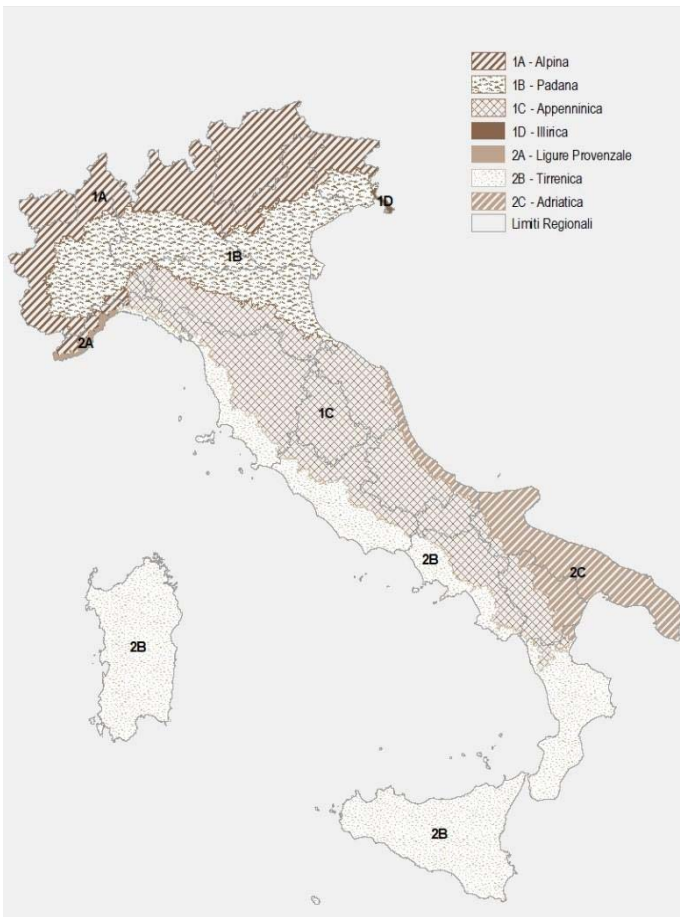 1A - Alpina
1B - Padana
1C - Appenninica
1D - Illirica
2A - Ligure Provenzale
2B - Tirrenica
2C - Adriatica
Limiti Regionali
1A
1D
1B
2A
1C
2B
2C
2B
2B